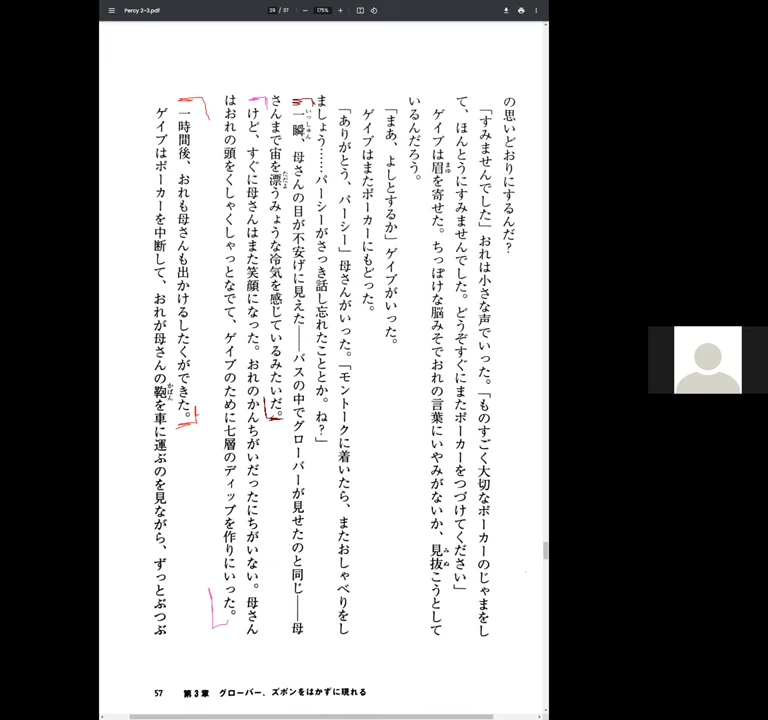 Percy 2-3.pdf
29 / 37
175%
の思いどおりにするんだ？
「すみませんでした」おれは小さな声でいった。「ものすごく大切なポーカーのじゃまをし
て、ほんとうにすみませんでした。どうぞすぐにまたポーカーをつづけてください」
ゲイブは眉を寄せた。ちっぽけな脳みそでおれの言葉にいやみがないか、見抜こうとして
まゆ
みぬ
いるんだろう。
「まあ、よしとするか」ゲイブがいった。
ゲイブはまたポーカーにもどった。
「ありがとう、パーシー」母さんがいった。「モントークに着いたら、またおしゃべりをし
ましょう……パーシーがさっき話し忘れたこととか。ね？」
一瞬、母さんの目が不安げに見えた――バスの中でグローバーが見せたのと同じ――母
いっしゅん
さんまで宙を漂うみょうな冷気を感じているみたいだ。
ただよ
けど、すぐに母さんはまた笑顔になった。おれのかんちがいだったにちがいない。母さん
はおれの頭をくしゃくしゃっとなでて、ゲイブのために七層のディップを作りにいった。
一時間後、おれも母さんも出かけるしたくができた。
ゲイブはポーカーを中断して、おれが母さんの鞄を車に運ぶのを見ながら、ずっとぶつぶ
かばん
57 第3章 グローバー、ズボンをはかずに現れる